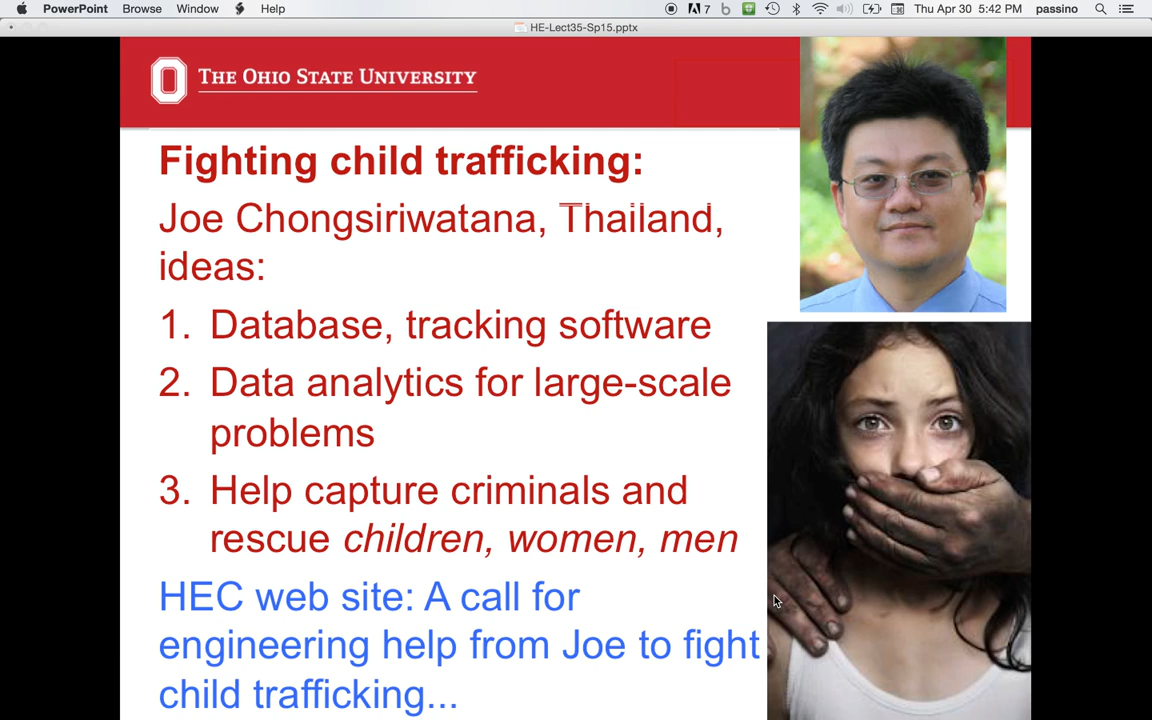 PowerPoint Browse Window Help 7 Thu Apr 30 5:42 PM passino
HE-Lect35-Sp15.pptx
THE OHIO STATE UNIVERSITY
Fighting child trafficking:
Joe Chongsiriwatana, Thailand,
ideas:
1. Database, tracking software
2. Data analytics for large-scale
problems
3. Help capture criminals and
rescue children, women, men
HEC web site: A call for
engineering help from Joe to fight
child trafficking...